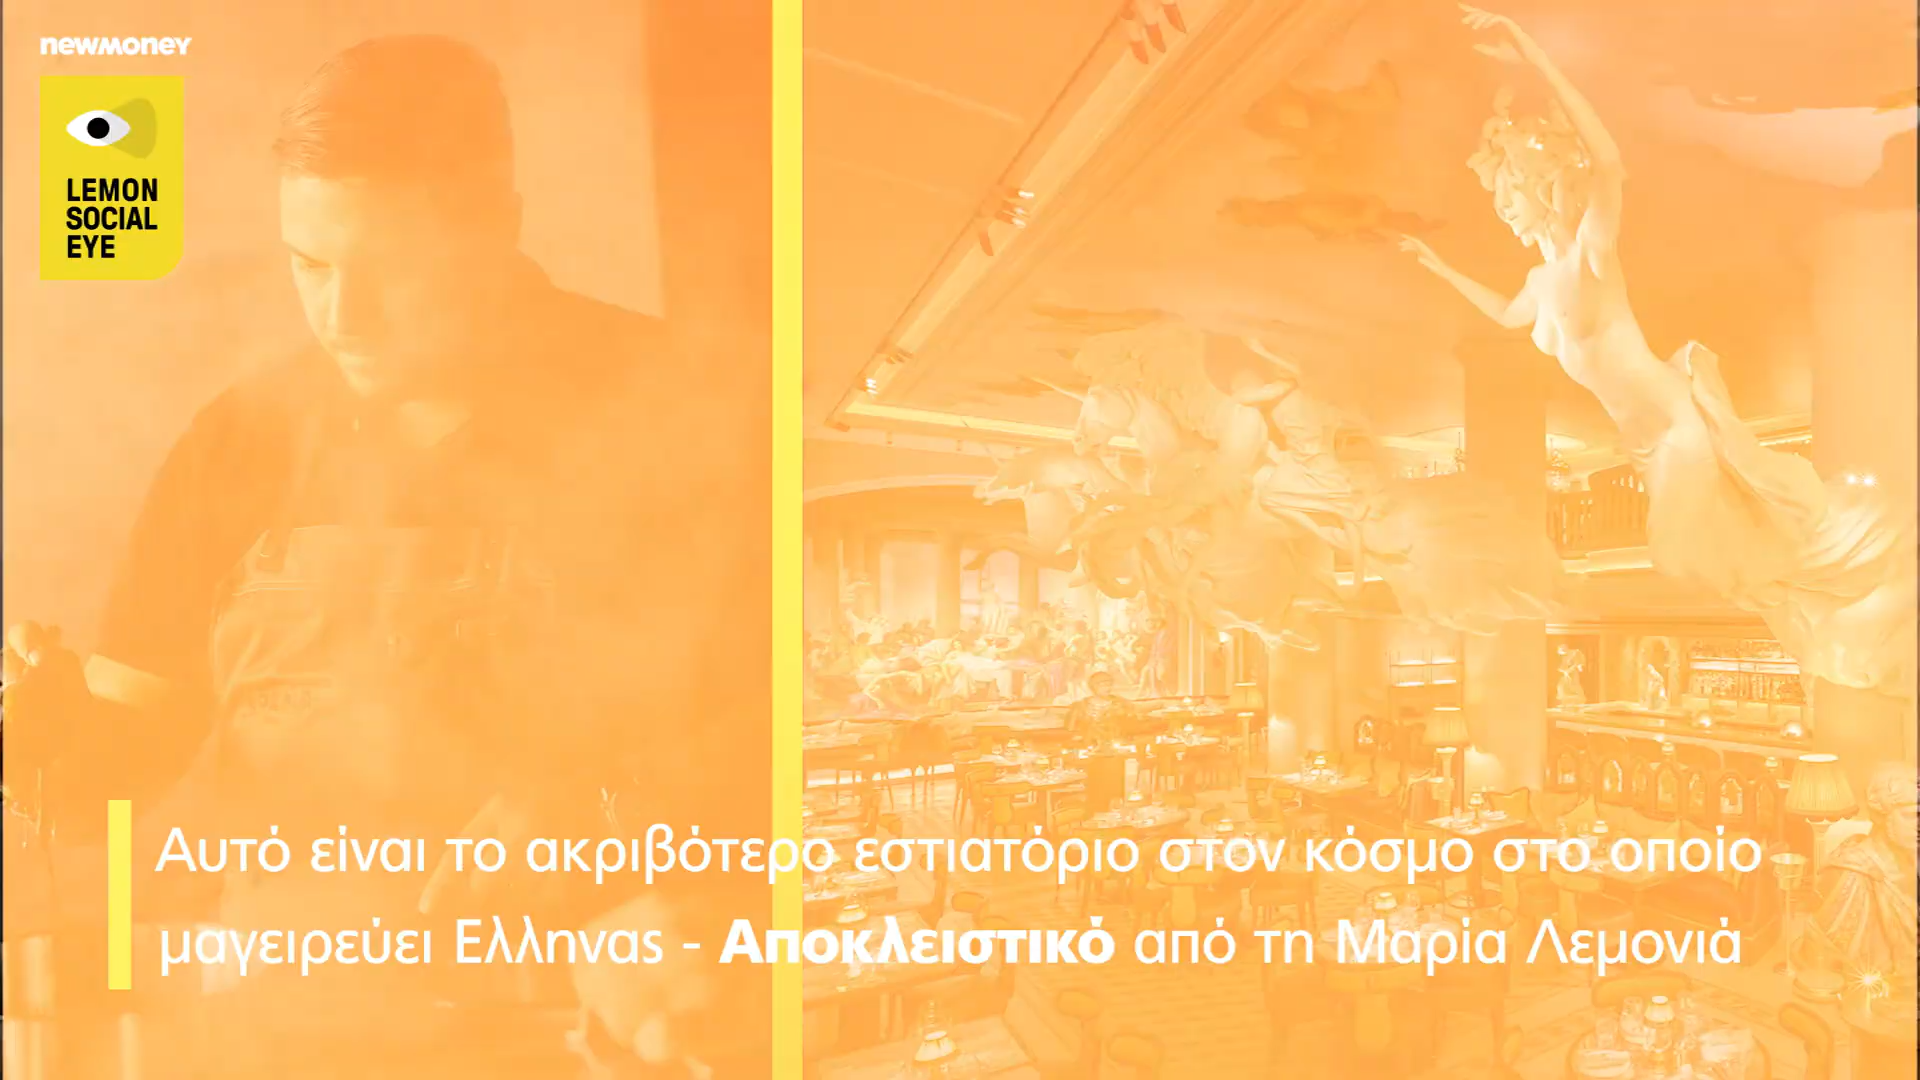 newmoney
LEMON
SOCIAL
EYE
Αυτό είναι το ακριβότερο εστιατόριο στον κόσμο στο οποίο
μαγειρεύει Ελληνας - Αποκλειστικό από τη Μαρία Λεμονιά